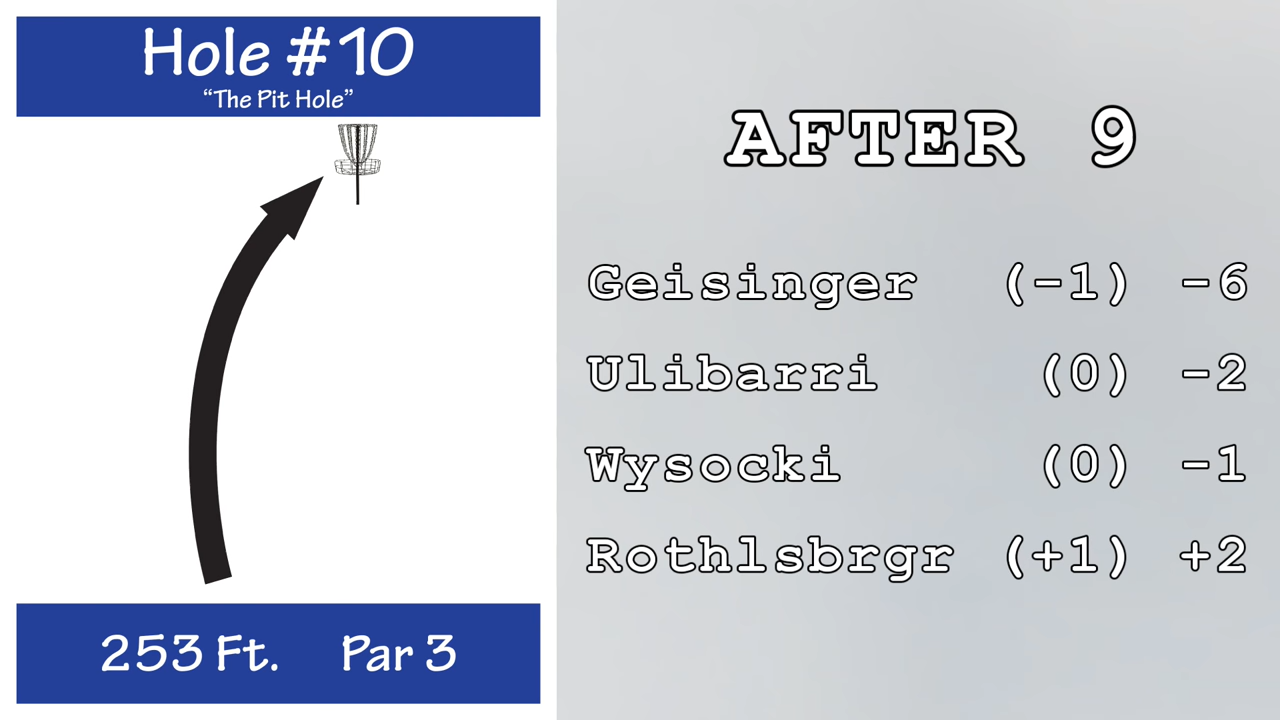 Hole #10
“The Pit Hole”
253 Ft. Par 3
AFTER 9
Geisinger (-1) -6
Ulibarri (0) -2
Wysocki (0) -1
Rothlsbrgr (+1) +2